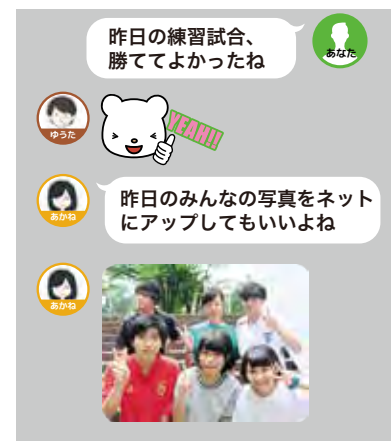 昨日の練習試合、
勝ててよかったね
あなた
ゆうた
YEAH!!
あかね
昨日のみんなの写真をネット
にアップしてもいいよね
あかね